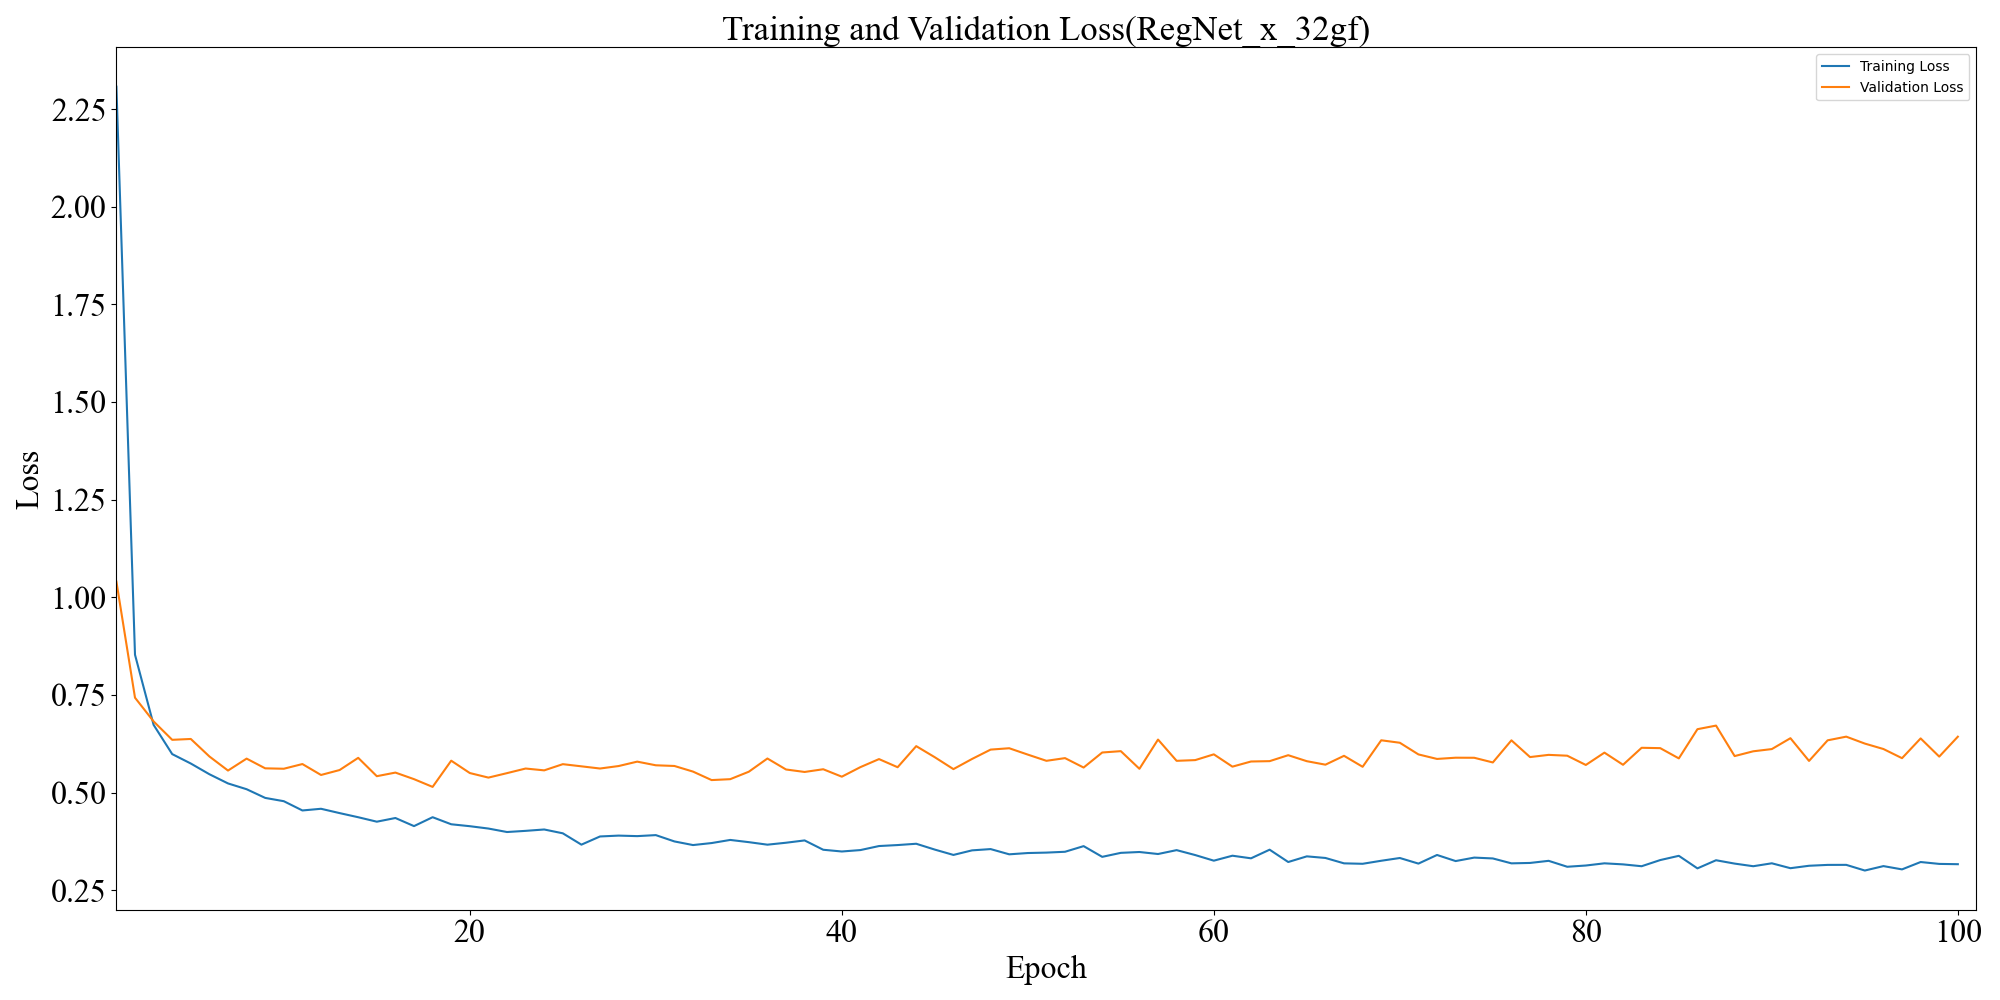 Training and Validation Loss(RegNet_x_32gf)
Training Loss
Validation Loss
2.25
2.00
1.75
1.50
1.25
1.00
0.75
0.50
0.25
Loss
20 40 60 80 100
Epoch